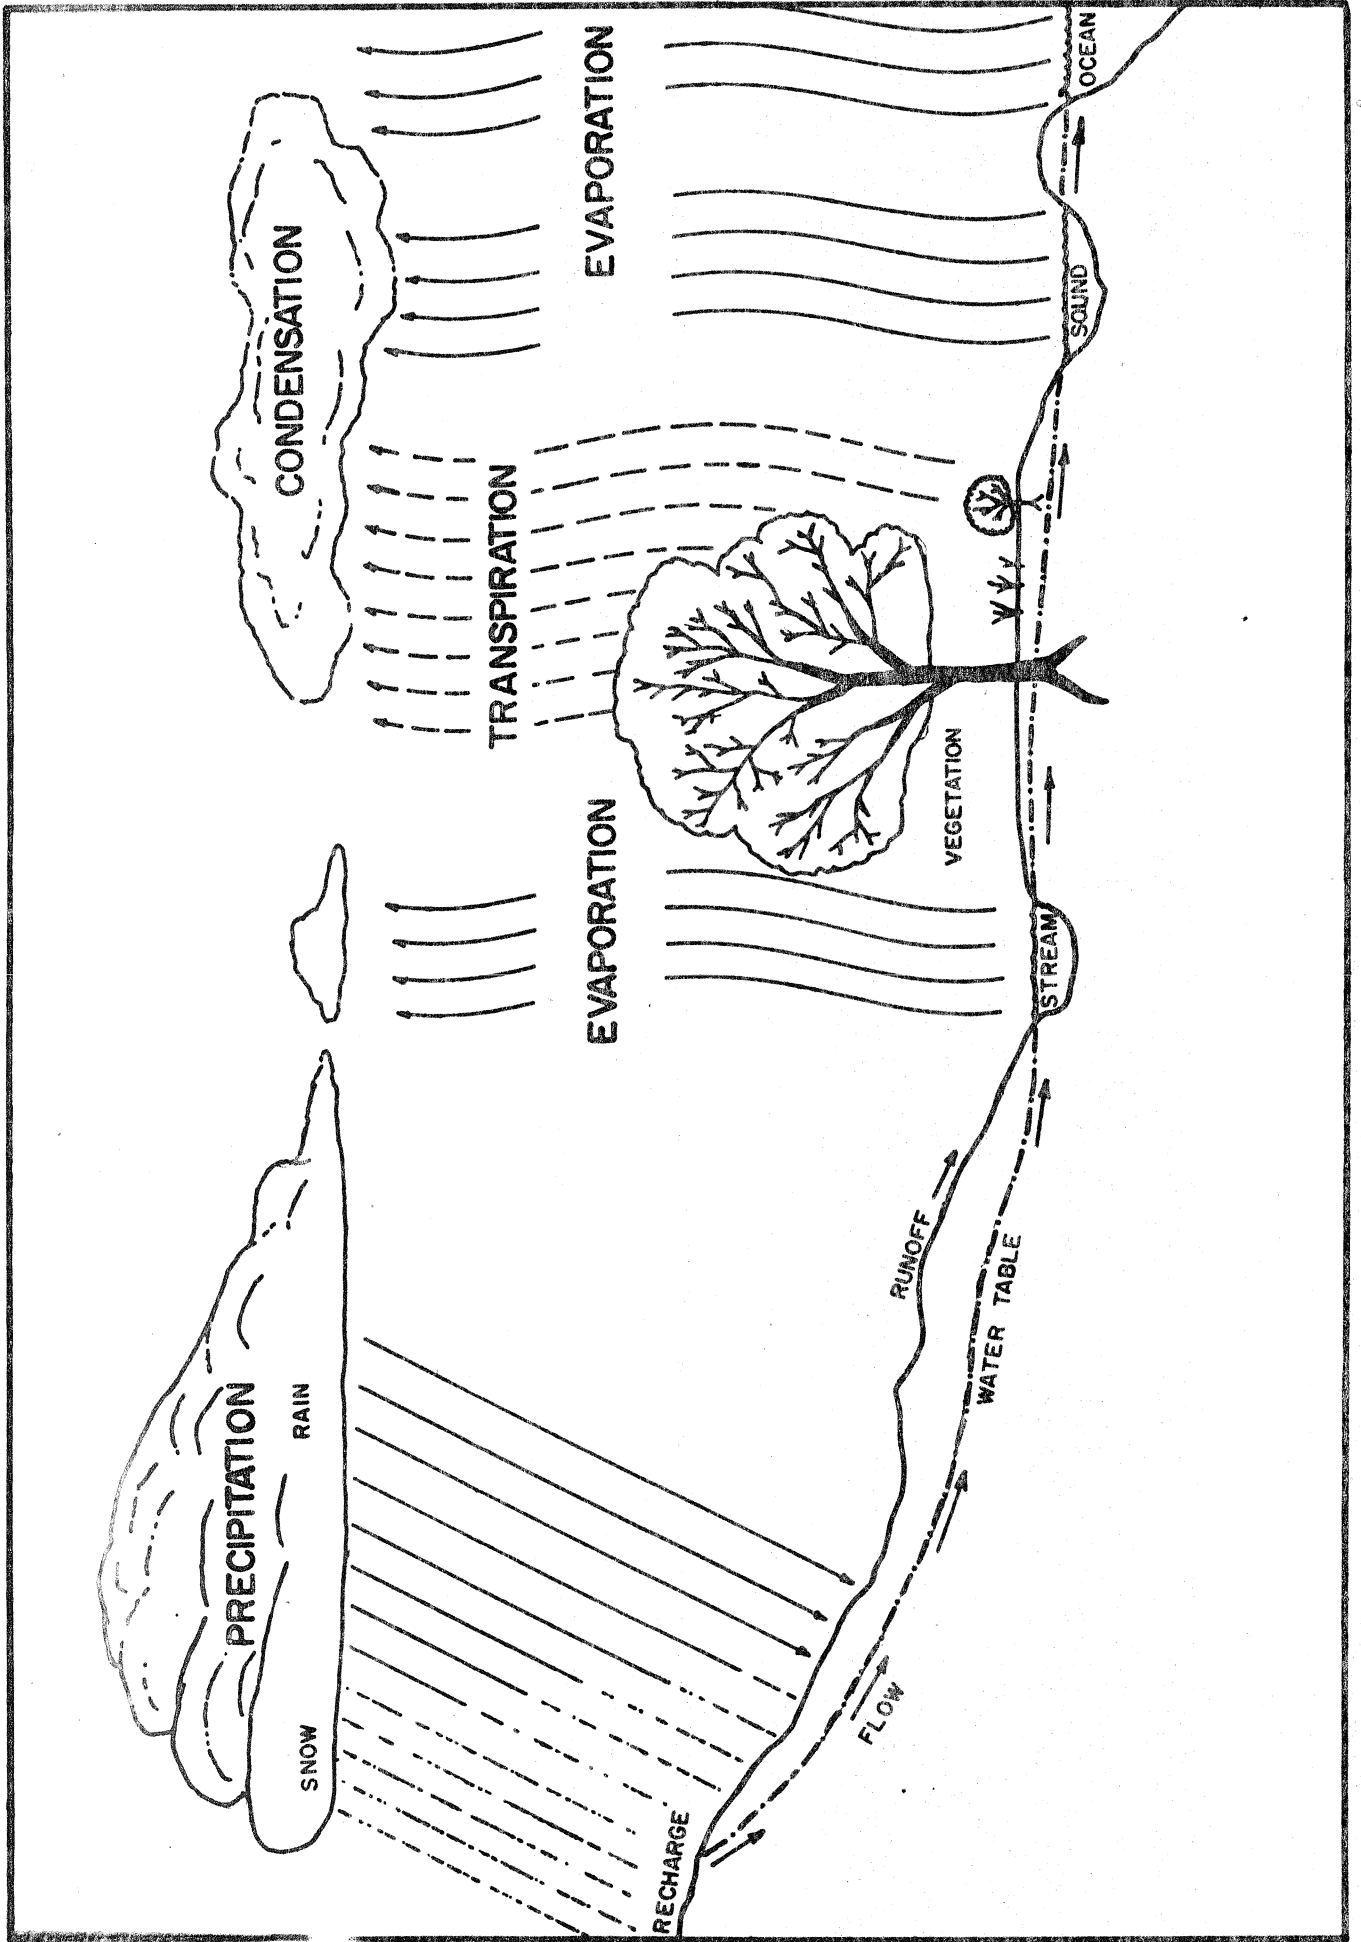 PRECIPITATION
SNOW
RAIN
CONDENSATION
TRANSPIRATION
EVAPORATION
EVAPORATION
RECHARGE
VEGETATION
RUNOFF
WATER TABLE
FLOW
STREAM
SOUND
OCEAN